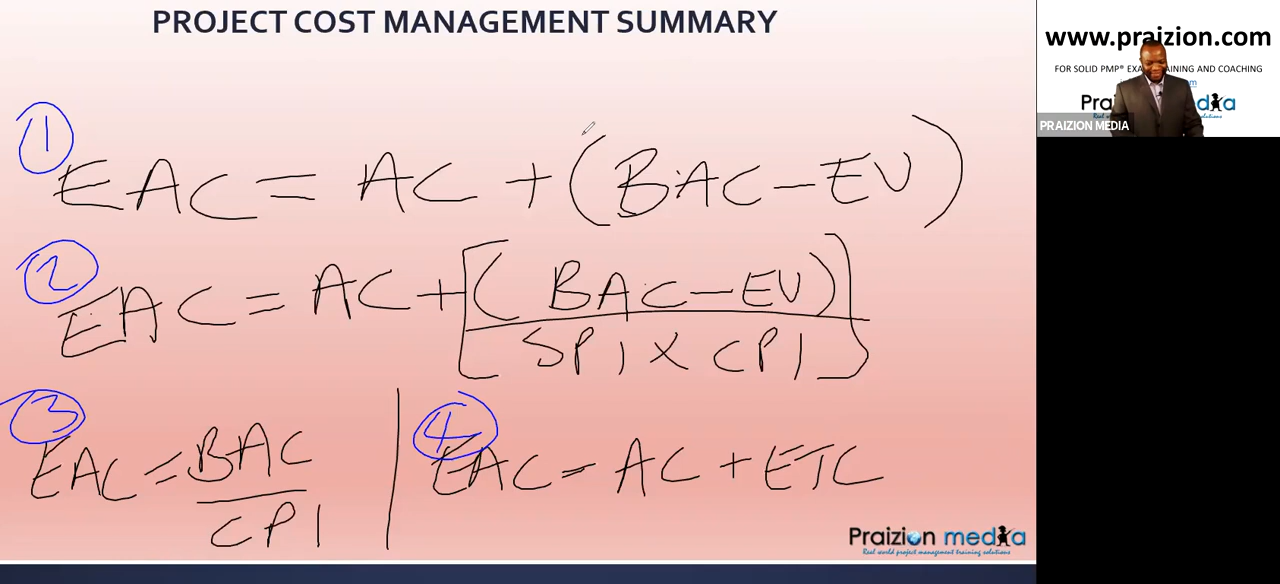 PROJECT COST MANAGEMENT SUMMARY
www.praizion.com
FOR SOLID PMP® EXA AINING AND COACHING
PRAIZION MEDIA
①
EAC = AC + (BAC - EV)
②
EAC = AC + [(BAC - EV)
SPI X CPI]
③
EAC = BAC
CPI
④
EAC = AC + ETC
Praizion media
Real world project management training solutions